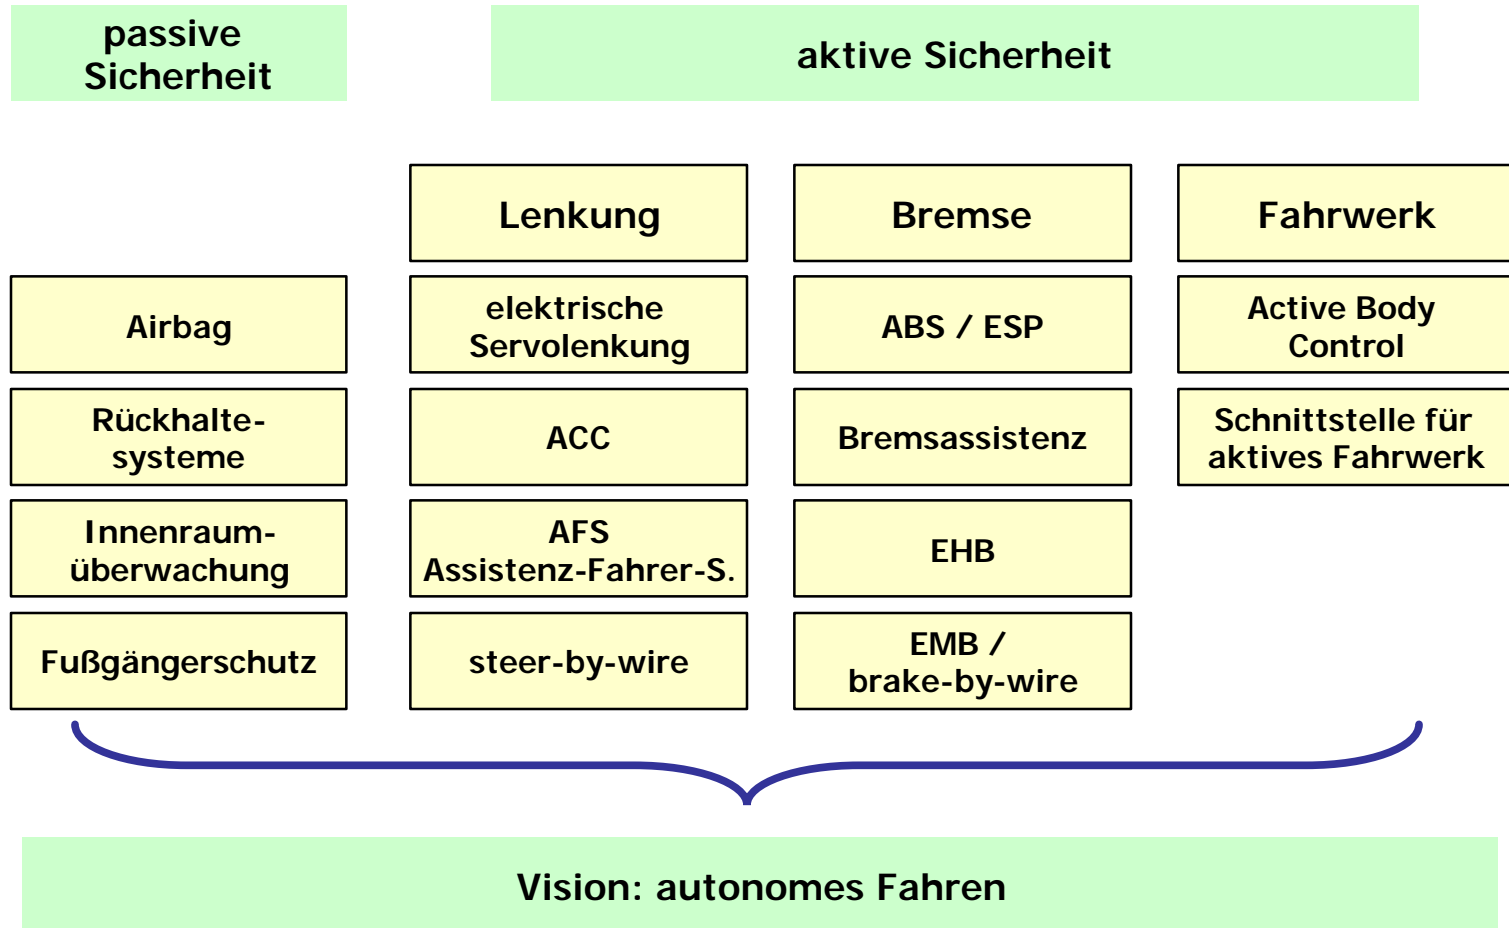 passive
Sicherheit
aktive Sicherheit
Lenkung
Bremse
Fahrwerk
Airbag
elektrische
Servolenkung
ABS / ESP
Active Body
Control
Rückhalte-
systeme
ACC
Bremsassistenz
Schnittstelle für
aktives Fahrwerk
Innenraum-
überwachung
AFS
Assistenz-Fahrer-S.
EHB
Fußgängerschutz
steer-by-wire
EMB /
brake-by-wire
Vision: autonomes Fahren